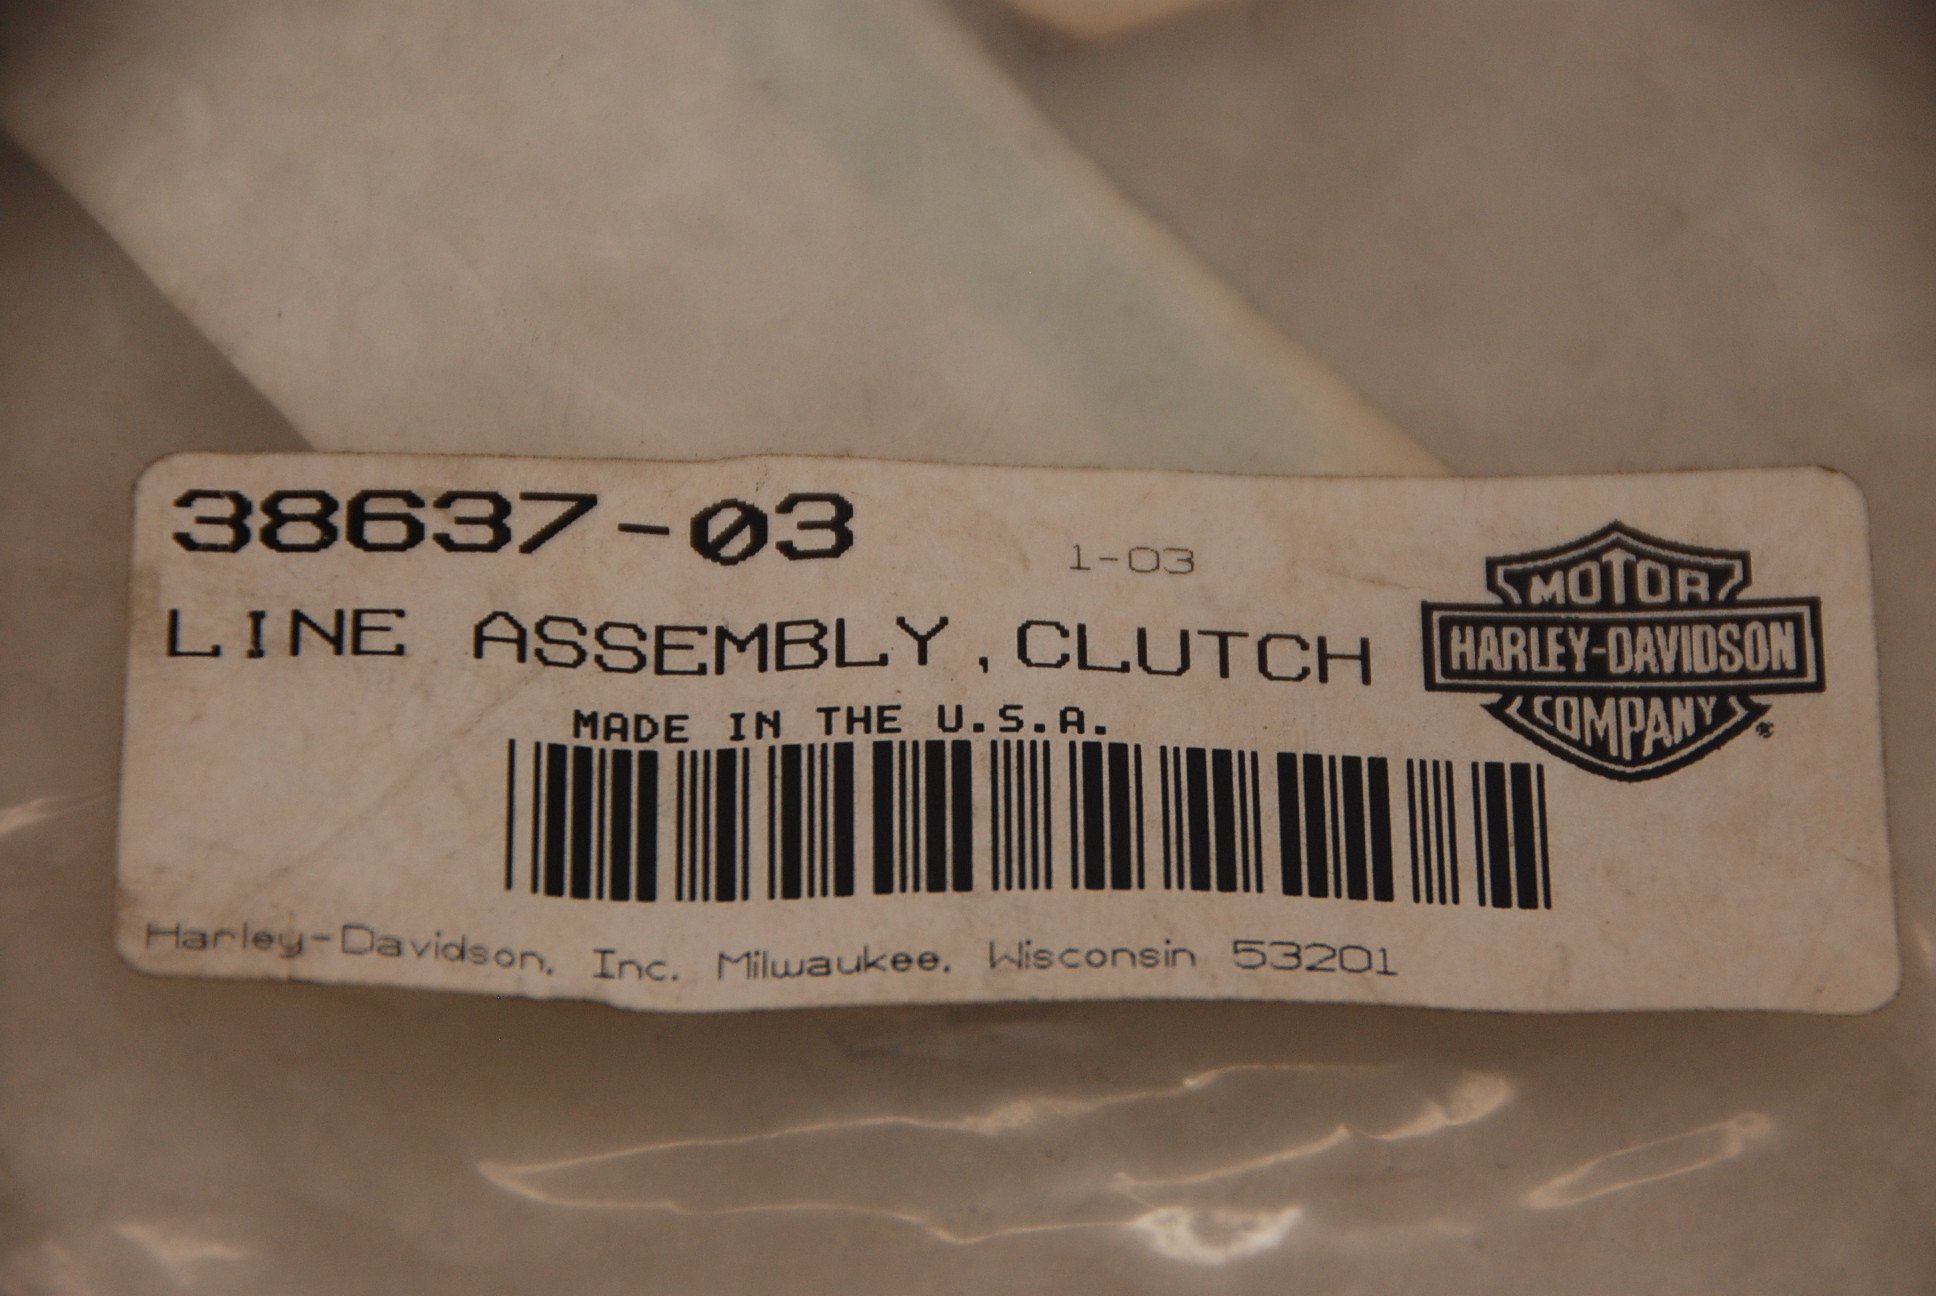 38637-03
1-03
LINE ASSEMBLY,CLUTCH
MOTOR
HARLEY-DAVIDSON
COMPANY
®
MADE IN THE U.S.A.
Harley-Davidson, Inc. Milwaukee, Wisconsin 53201